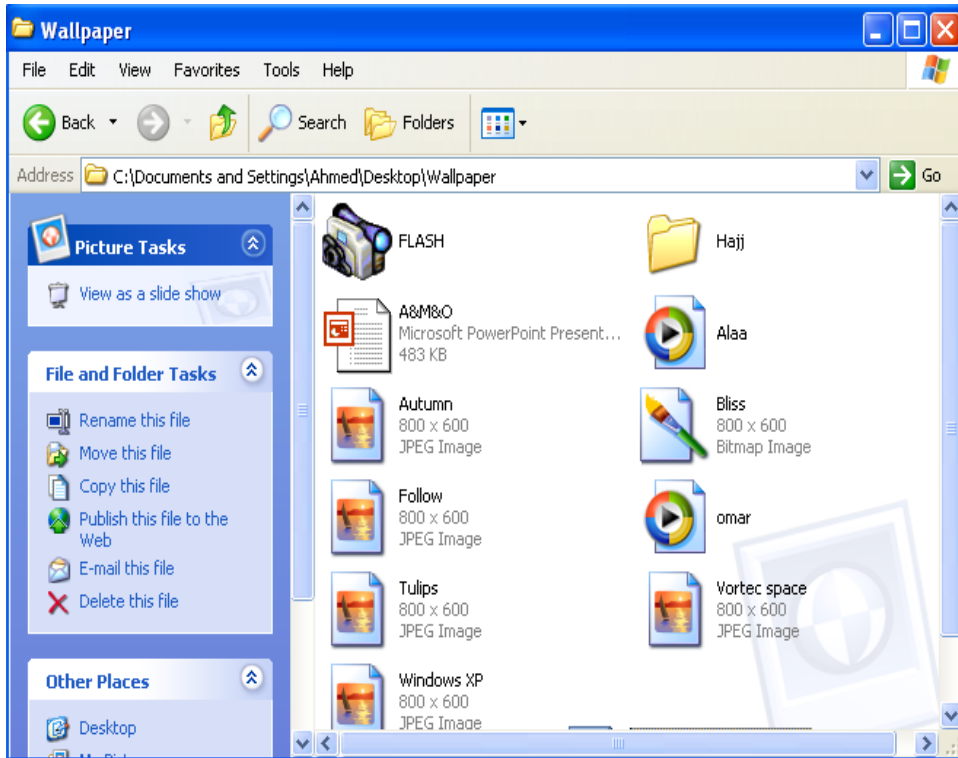 Wallpaper
File Edit View Favorites Tools Help
Back Search Folders
Address C:\Documents and Settings\Ahmed\Desktop\Wallpaper Go
Picture Tasks
View as a slide show
File and Folder Tasks
Rename this file
Move this file
Copy this file
Publish this file to the
Web
E-mail this file
Delete this file
Other Places
Desktop
FLASH
Hajj
A&M&O
Microsoft PowerPoint Present...
483 KB
Alaa
Autumn
800 x 600
JPEG Image
Bliss
800 x 600
Bitmap Image
Follow
800 x 600
JPEG Image
omar
Tulips
800 x 600
JPEG Image
Vortec space
800 x 600
JPEG Image
Windows XP
800 x 600
JPEG Image